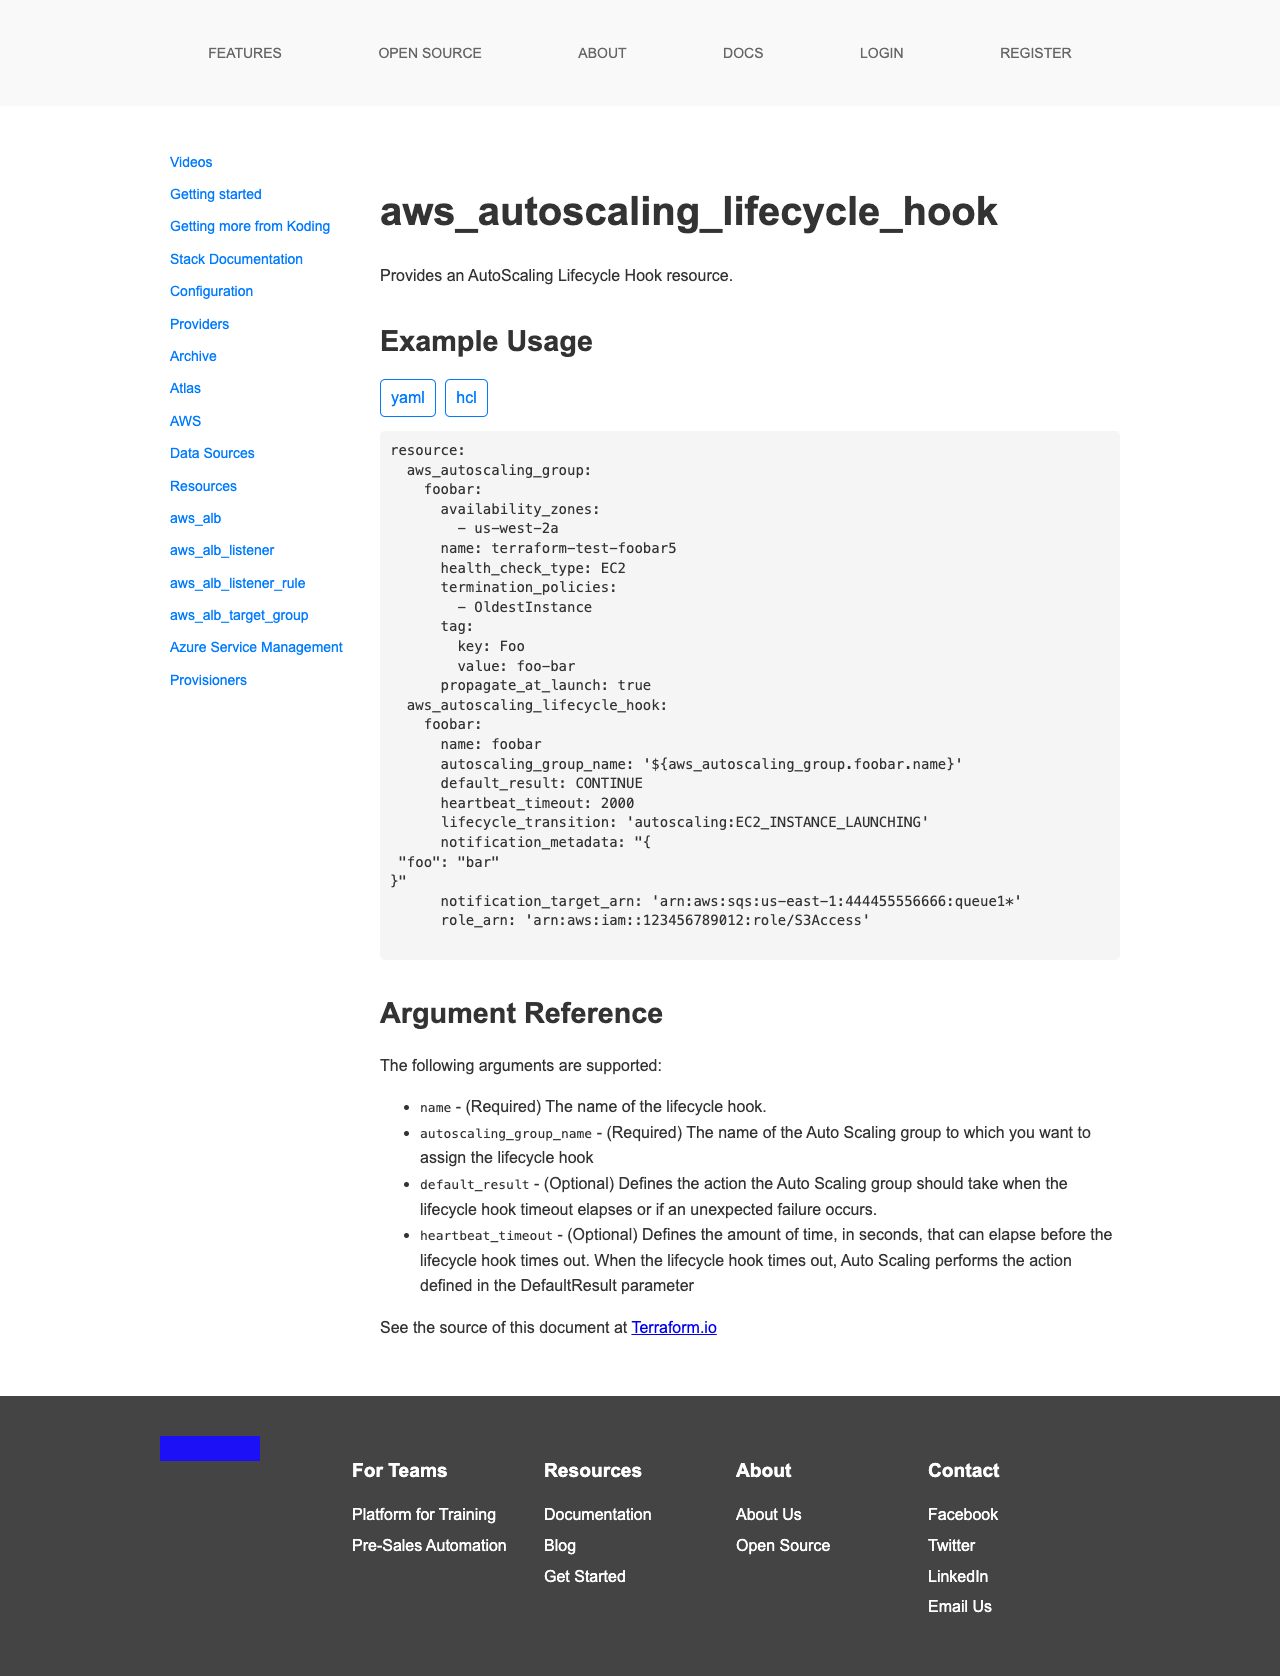 FEATURES OPEN SOURCE ABOUT DOCS LOGIN REGISTER
Videos
Getting started
Getting more from Koding
Stack Documentation
Configuration
Providers
Archive
Atlas
AWS
Data Sources
Resources
aws_alb
aws_alb_listener
aws_alb_listener_rule
aws_alb_target_group
Azure Service Management
Provisioners
aws_autoscaling_lifecycle_hook
Provides an AutoScaling Lifecycle Hook resource.
Example Usage
yaml hcl
resource:
  aws_autoscaling_group:
    foobar:
      availability_zones:
        - us-west-2a
      name: terraform-test-foobar5
      health_check_type: EC2
      termination_policies:
        - OldestInstance
      tag:
        key: Foo
        value: foo-bar
      propagate_at_launch: true
  aws_autoscaling_lifecycle_hook:
    foobar:
      name: foobar
      autoscaling_group_name: '${aws_autoscaling_group.foobar.name}'
      default_result: CONTINUE
      heartbeat_timeout: 2000
      lifecycle_transition: 'autoscaling:EC2_INSTANCE_LAUNCHING'
      notification_metadata: "{
 "foo": "bar"
}"
      notification_target_arn: 'arn:aws:sqs:us-east-1:444455556666:queue1*'
      role_arn: 'arn:aws:iam::123456789012:role/S3Access'
Argument Reference
The following arguments are supported:
• name - (Required) The name of the lifecycle hook.
• autoscaling_group_name - (Required) The name of the Auto Scaling group to which you want to
assign the lifecycle hook
• default_result - (Optional) Defines the action the Auto Scaling group should take when the
lifecycle hook timeout elapses or if an unexpected failure occurs.
• heartbeat_timeout - (Optional) Defines the amount of time, in seconds, that can elapse before the
lifecycle hook times out. When the lifecycle hook times out, Auto Scaling performs the action
defined in the DefaultResult parameter
See the source of this document at Terraform.io
For Teams
Platform for Training
Pre-Sales Automation
Resources
Documentation
Blog
Get Started
About
About Us
Open Source
Contact
Facebook
Twitter
LinkedIn
Email Us